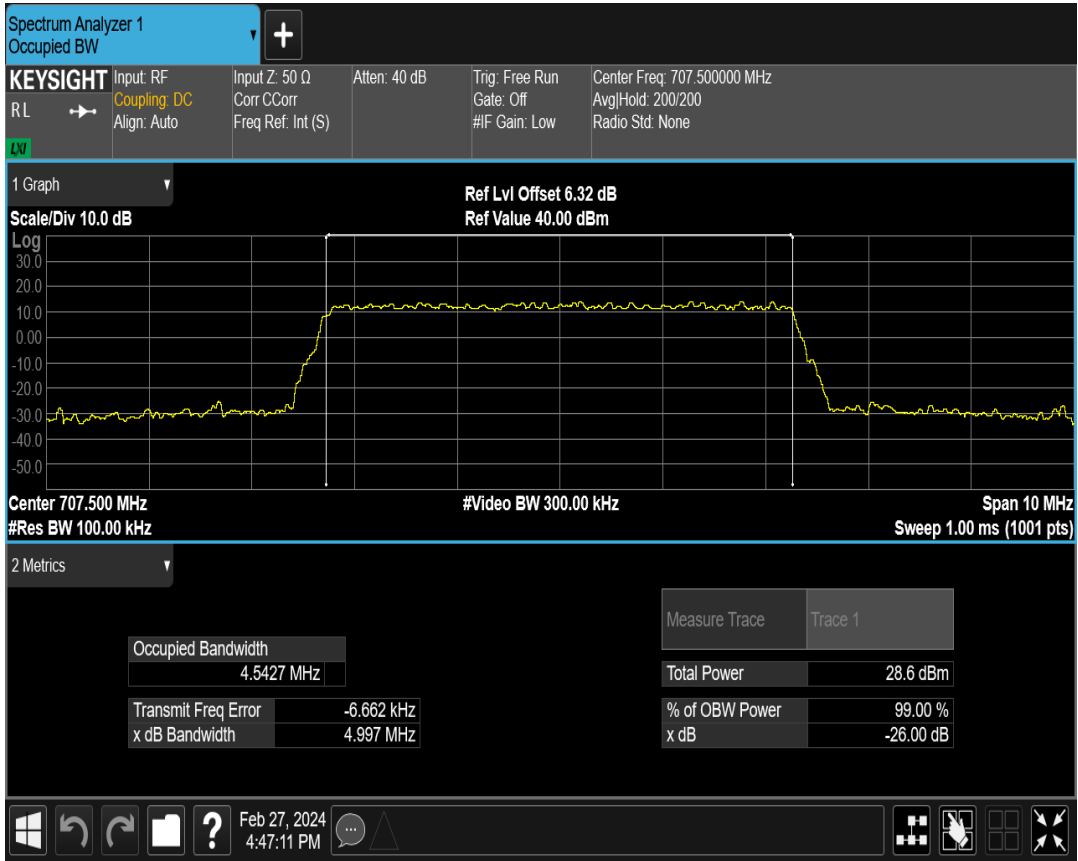 Spectrum Analyzer 1
Occupied BW
+
KEYSIGHT
R L
LXI
Input: RF
Coupling: DC
Align: Auto
Input Z: 50 Ω
Corr CCorr
Freq Ref: Int (S)
Atten: 40 dB
Trig: Free Run
Gate: Off
#IF Gain: Low
Center Freq: 707.500000 MHz
Avg|Hold: 200/200
Radio Std: None
1 Graph
Scale/Div 10.0 dB
Ref Lvl Offset 6.32 dB
Ref Value 40.00 dBm
Log
30.0
20.0
10.0
0.00
-10.0
-20.0
-30.0
-40.0
-50.0
Center 707.500 MHz
#Video BW 300.00 kHz
Span 10 MHz
#Res BW 100.00 kHz
Sweep 1.00 ms (1001 pts)
2 Metrics
Measure Trace Trace 1
Occupied Bandwidth
4.5427 MHz
Total Power 28.6 dBm
Transmit Freq Error -6.662 kHz
% of OBW Power 99.00 %
x dB Bandwidth 4.997 MHz
x dB -26.00 dB
?
Feb 27, 2024
4:47:11 PM